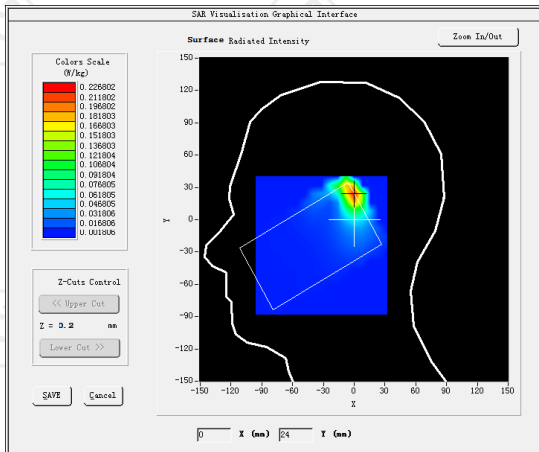 SAR Visualisation Graphical Interface
Surface Radiated Intensity
Zoom In/Out
Colors Scale
(W/kg)
0.226802
0.211802
0.196802
0.181803
0.166803
0.151803
0.136803
0.121804
0.106804
0.091804
0.076805
0.061805
0.046805
0.031806
0.016806
0.001806
150
120
90
60
30
0
-30
-60
-90
-120
-150
Y
-150 -120 -90 -60 -30 0 30 60 90 120 150
X
Z-Cuts Control
<< Upper Cut
Z = 0.2 mm
Lower Cut >>
SAVE Cancel
0 X (mm) 24 Y (mm)